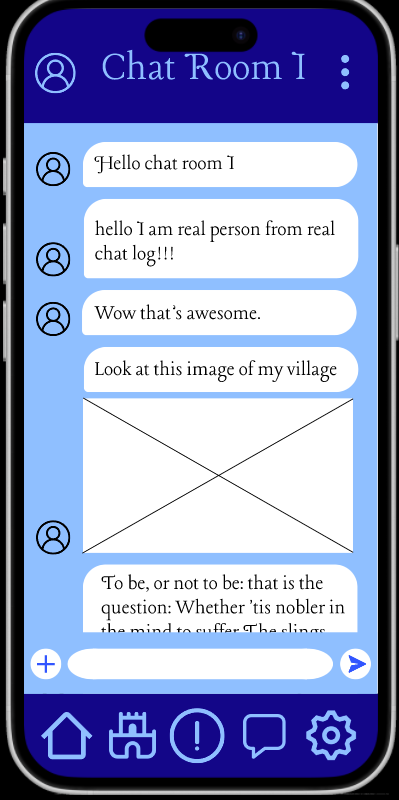 Chat Room I
Hello chat room I
hello I am real person from real
chat log!!!
Wow that's awesome.
Look at this image of my village
To be, or not to be: that is the
question: Whether 'tis nobler in
the mind to suffer The slings